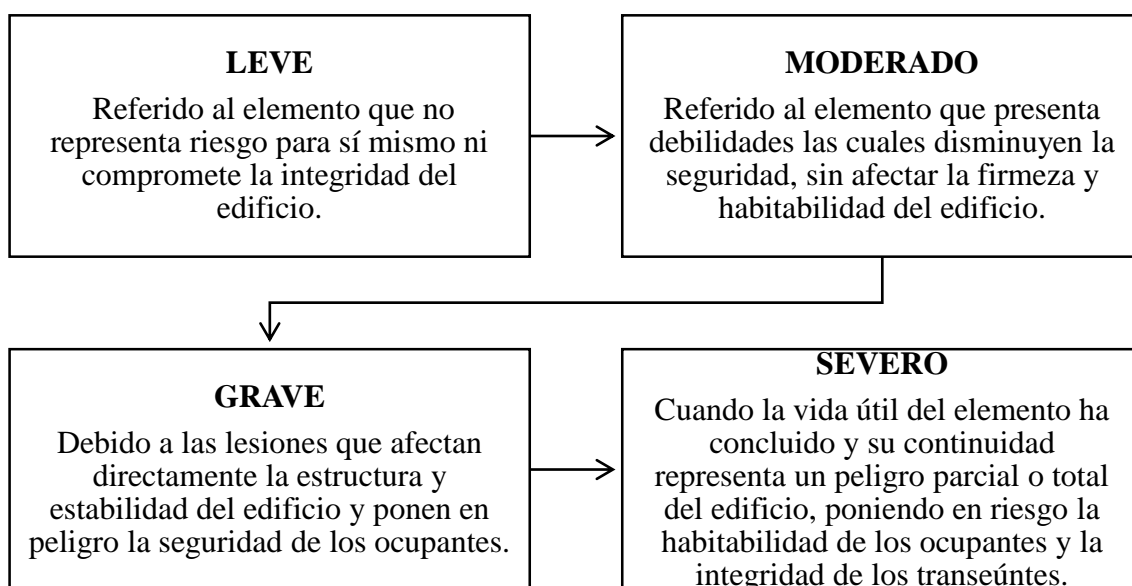 LEVE
Referido al elemento que no
representa riesgo para sí mismo ni
compromete la integridad del
edificio.
MODERADO
Referido al elemento que presenta
debilidades las cuales disminuyen la
seguridad, sin afectar la firmeza y
habitabilidad del edificio.
GRAVE
Debido a las lesiones que afectan
directamente la estructura y
estabilidad del edificio y ponen en
peligro la seguridad de los ocupantes.
SEVERO
Cuando la vida útil del elemento ha
concluido y su continuidad
representa un peligro parcial o total
del edificio, poniendo en riesgo la
habitabilidad de los ocupantes y la
integridad de los transeúntes.